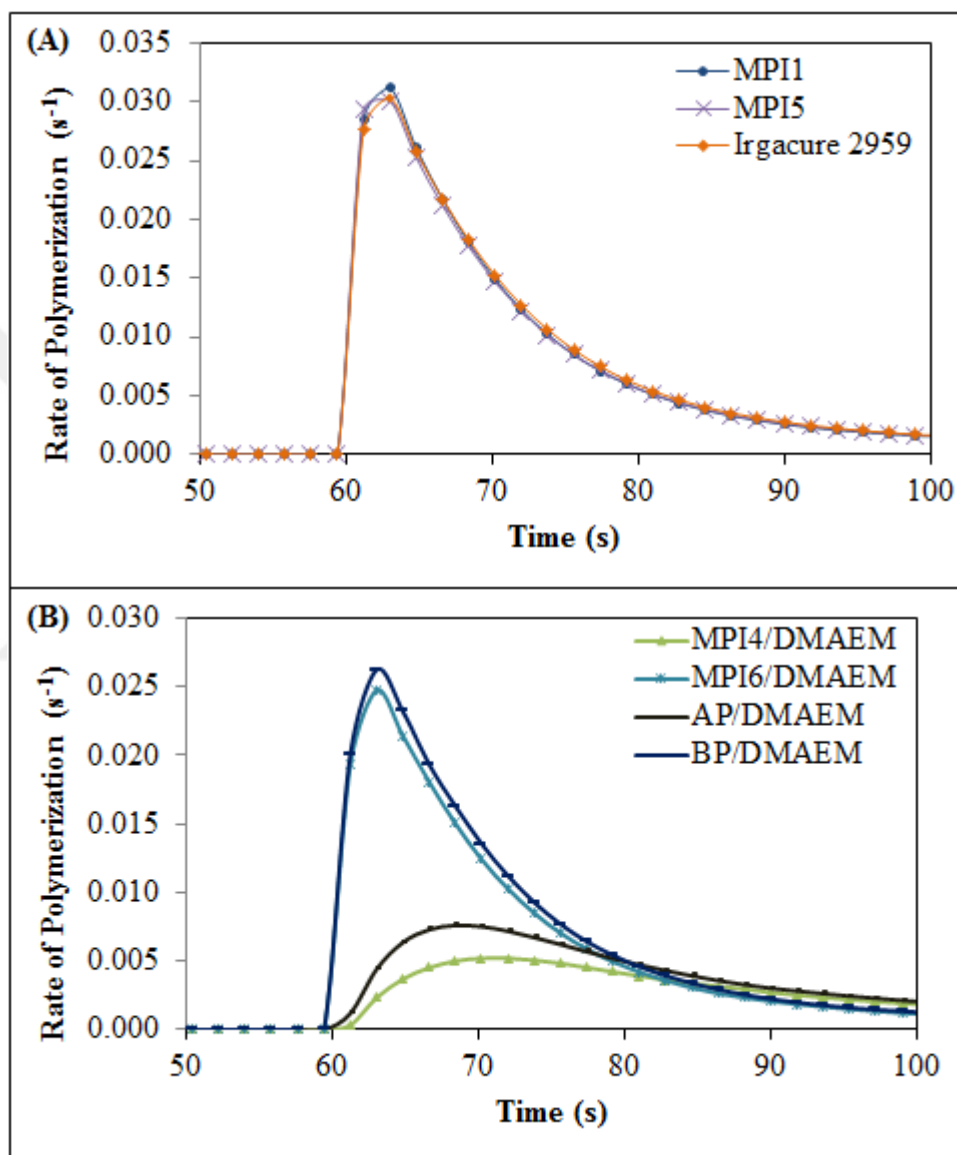 (A)
0.035
0.030
0.025
0.020
0.015
0.010
0.005
0.000
Rate of Polymerization (s⁻¹)
MPI1
MPI5
Irgacure 2959
50 60 70 80 90 100
Time (s)
(B)
0.030
0.025
0.020
0.015
0.010
0.005
0.000
Rate of Polymerization (s⁻¹)
MPI4/DMAEM
MPI6/DMAEM
AP/DMAEM
BP/DMAEM
50 60 70 80 90 100
Time (s)